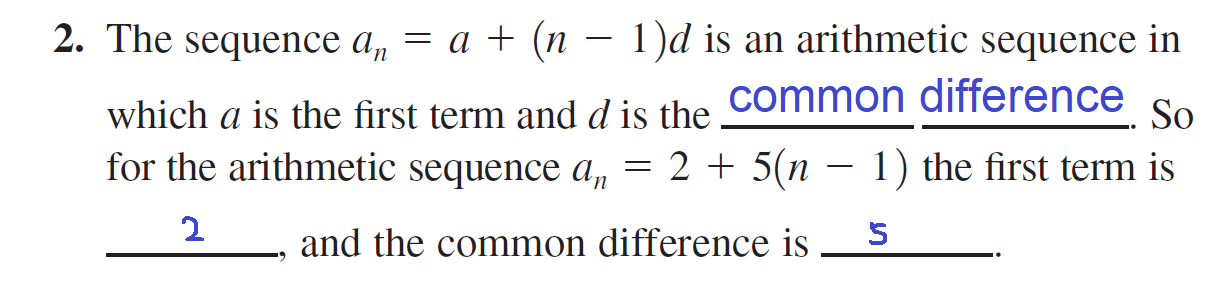 2. The sequence aₙ = a + (n − 1)d is an arithmetic sequence in
which a is the first term and d is the common difference. So
for the arithmetic sequence aₙ = 2 + 5(n − 1) the first term is
2, and the common difference is 5.